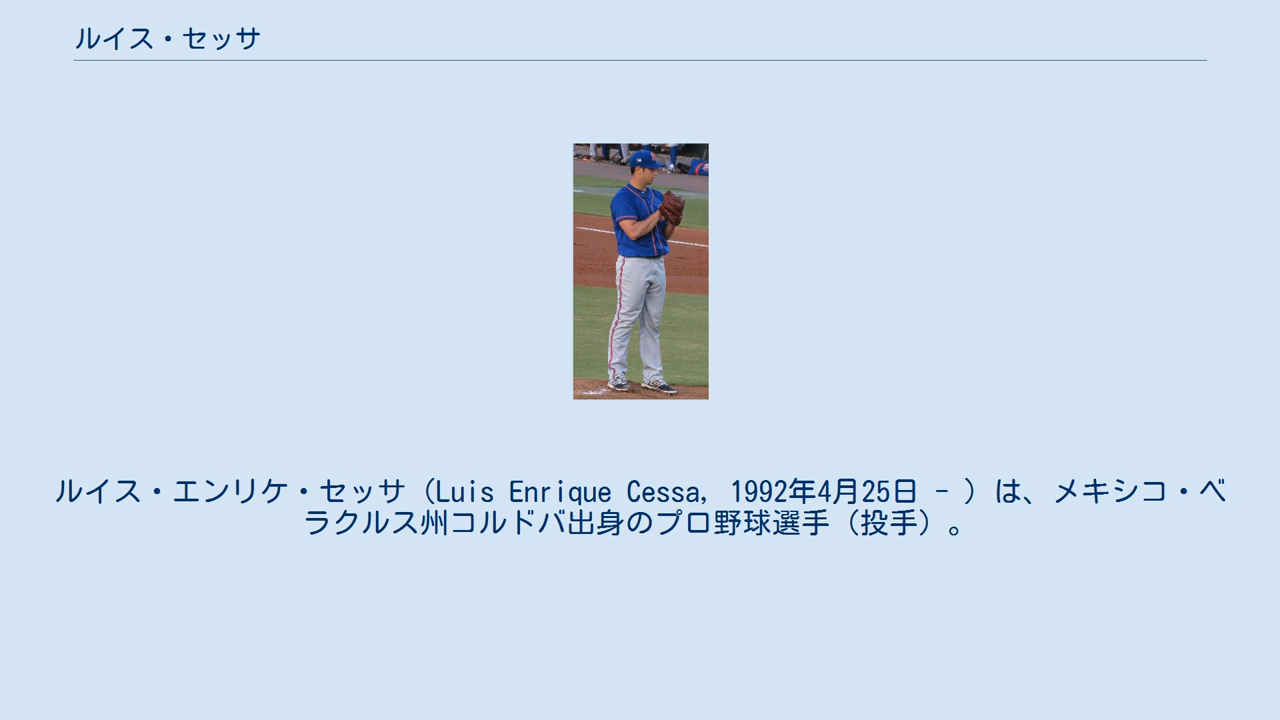 ルイス・セッサ
ルイス・エンリケ・セッサ（Luis Enrique Cessa, 1992年4月25日 - ）は、メキシコ・ベ
ラクルス州コルドバ出身のプロ野球選手（投手）。